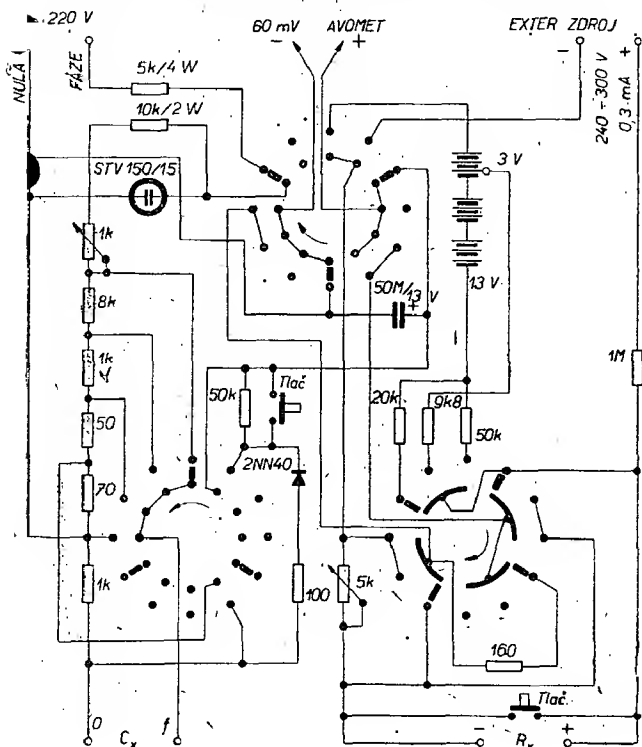 220 V
60 mV
AVOMET
EXTER ZDROJ
- + - +
NULÁ
FÁZE
5k/4 W
10k/2 W
240 ÷ 300 V
0,3 mA
STV 150/15
3 V
1k
8k
50M/13 V
+
13 V
1k
1M
50k
Tlač
20k
9k8
50k
50
2NN40
70
1k
100
5k
160
Tlač.
0
Cx
f
- Rx +